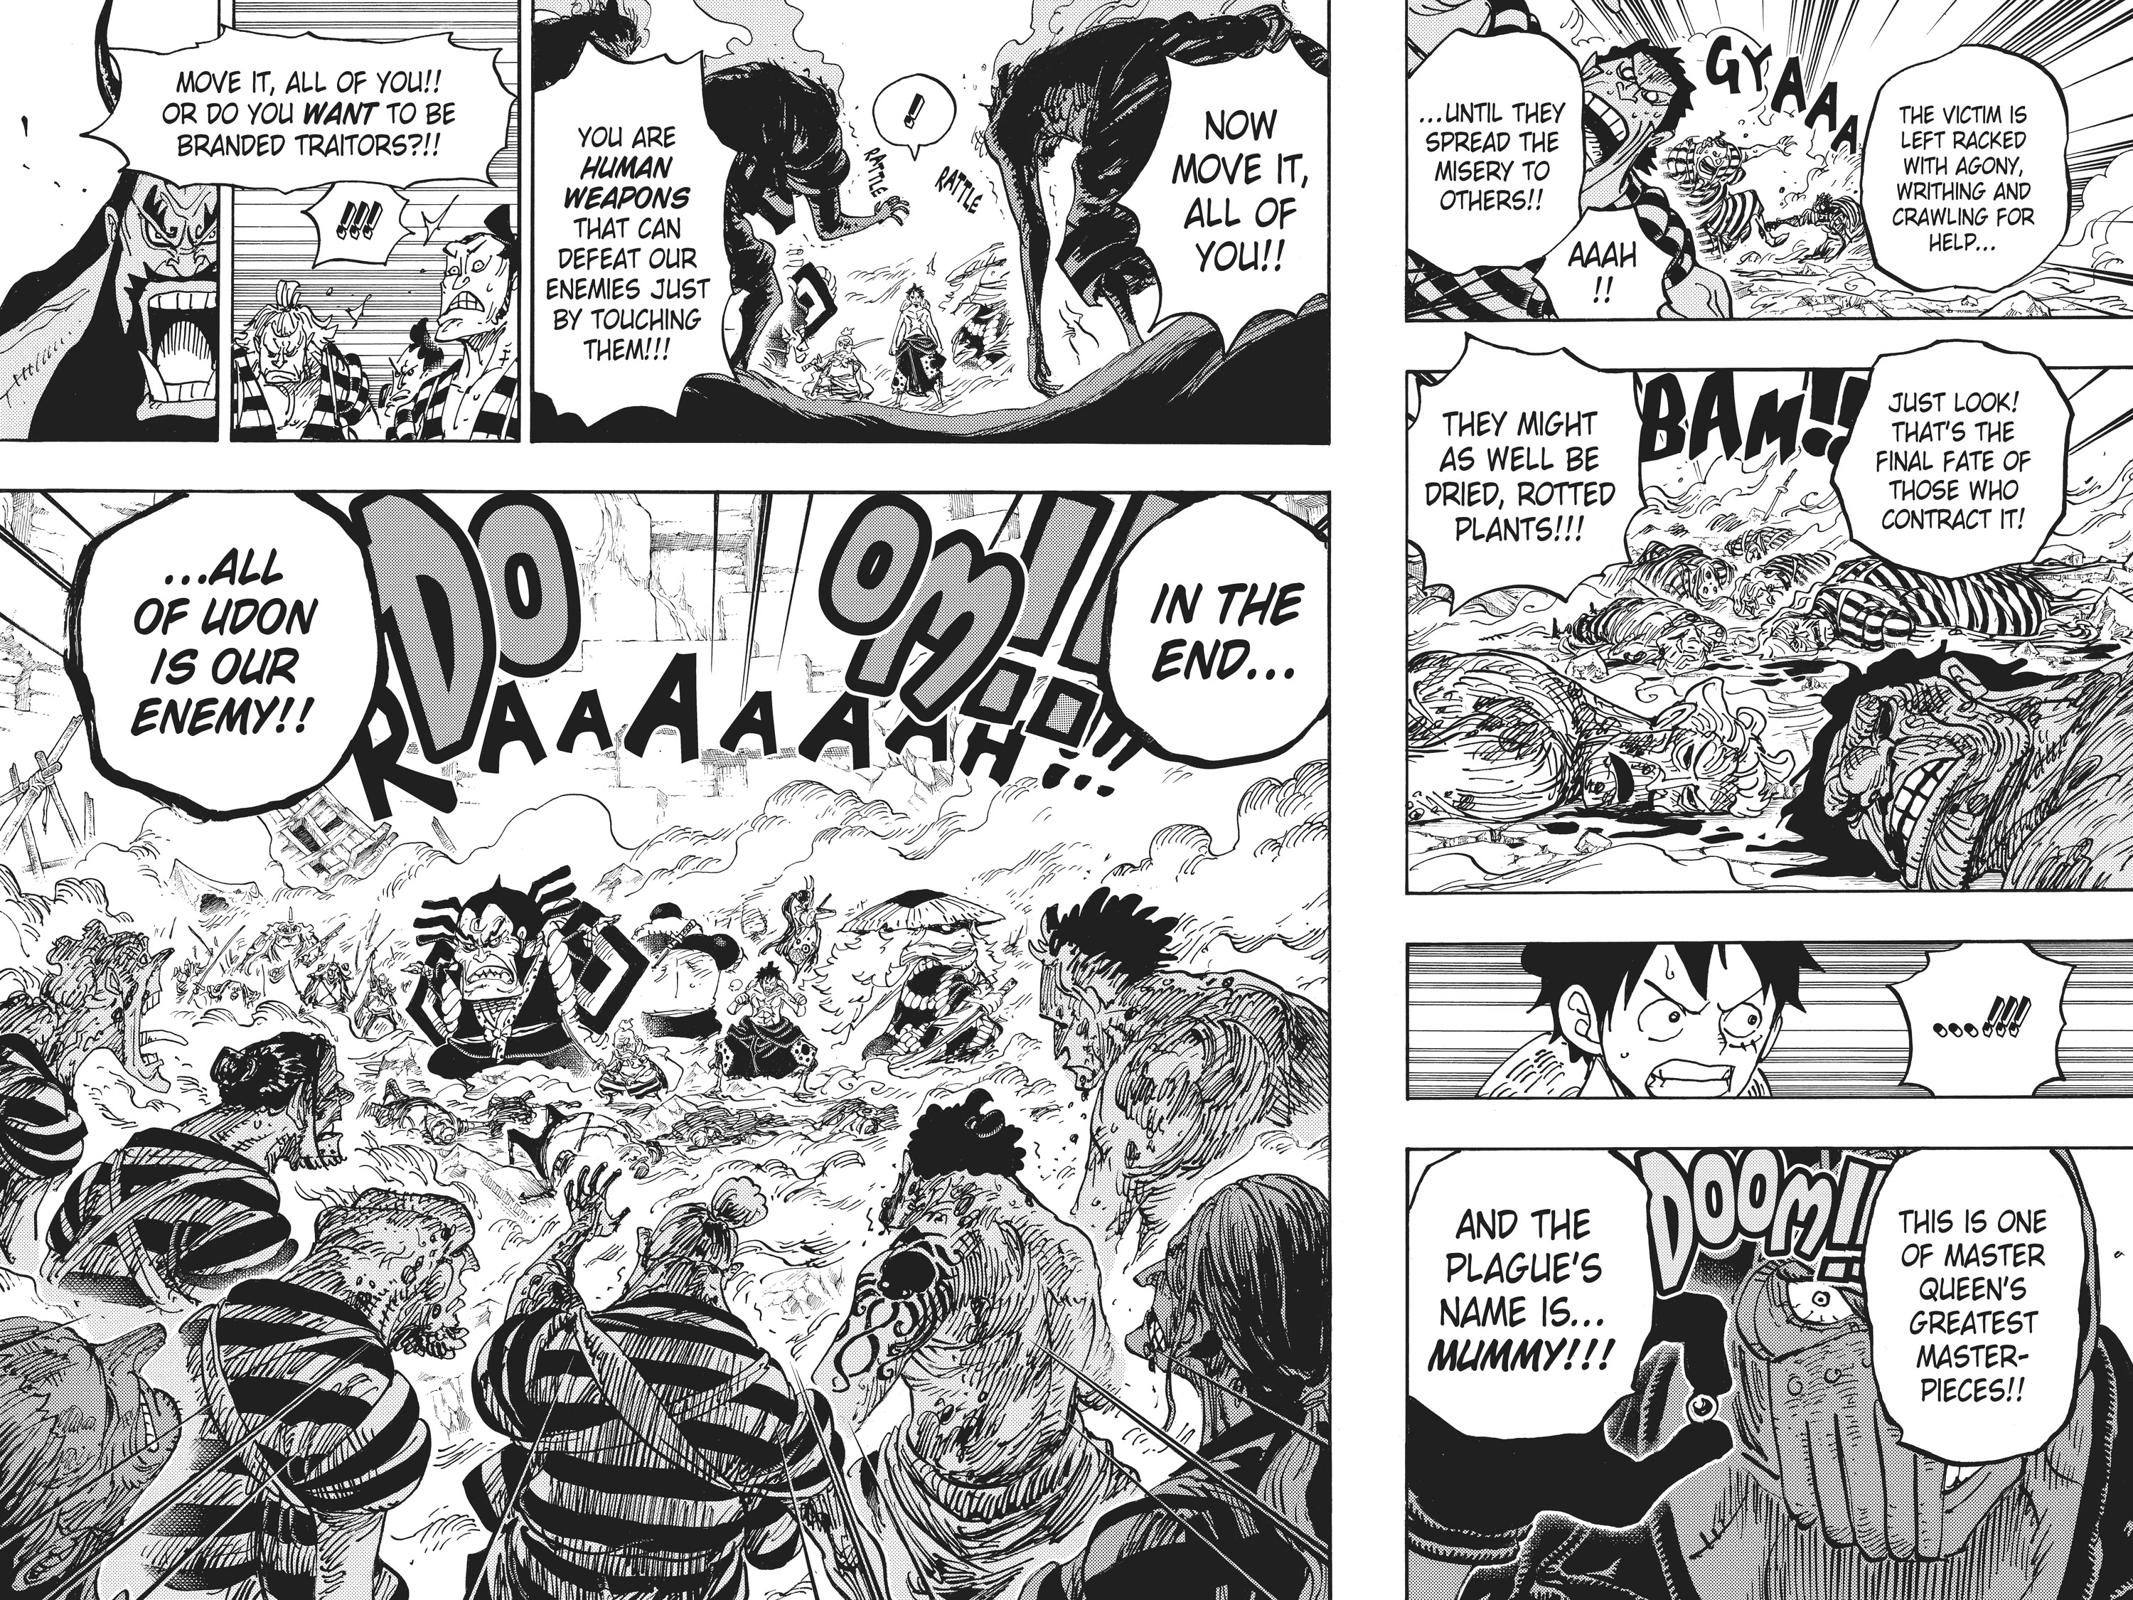 GYAAAA
THE VICTIM IS
LEFT RACKED
WITH AGONY,
WRITHING AND
CRAWLING FOR
HELP...
...UNTIL THEY
SPREAD THE
MISERY TO
OTHERS!!
AAAH
!!
JUST LOOK!
THAT'S THE
FINAL FATE OF
THOSE WHO
CONTRACT IT!
BAM!!
THEY MIGHT
AS WELL BE
DRIED, ROTTED
PLANTS!!!
...!!!
THIS IS ONE
OF MASTER
QUEEN'S
GREATEST
MASTER-
PIECES!!
DOOM!!
AND THE
PLAGUE'S
NAME IS...
MUMMY!!!
NOW
MOVE IT,
ALL OF
YOU!!
!
RATTLE
RATTLE
YOU ARE
HUMAN
WEAPONS
THAT CAN
DEFEAT OUR
ENEMIES JUST
BY TOUCHING
THEM!!!
MOVE IT, ALL OF YOU!!
OR DO YOU WANT TO BE
BRANDED TRAITORS?!!
!!!
IN THE
END...
DOOM!!
RAAAAAAAH...!!!
...ALL
OF UDON
IS OUR
ENEMY!!